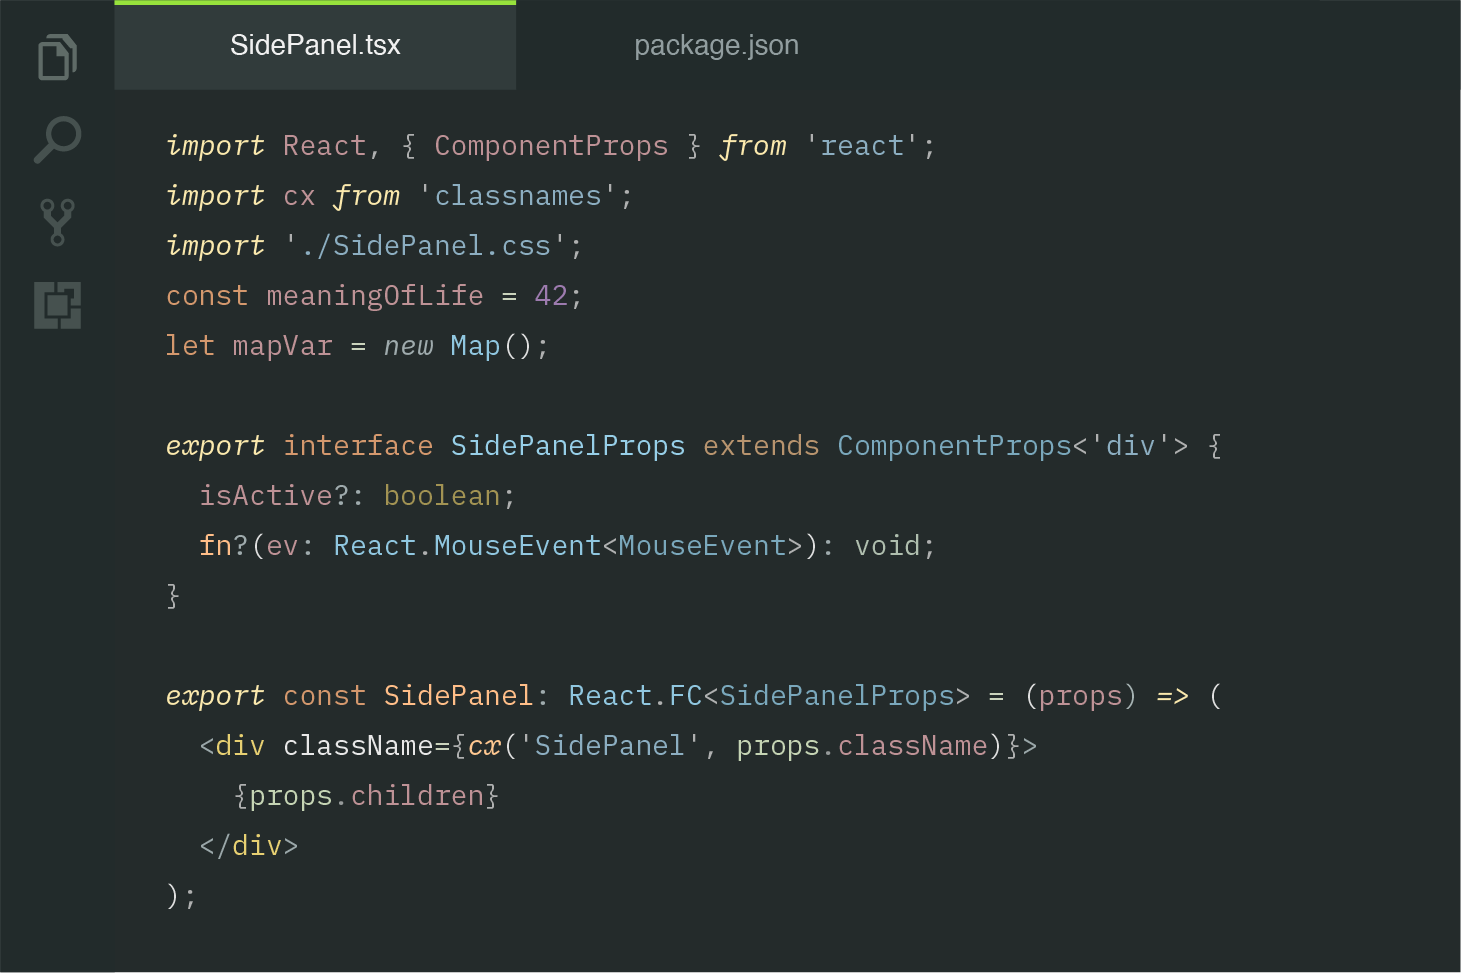 SidePanel.tsx package.json
import React, { ComponentProps } from 'react';
import cx from 'classnames';
import './SidePanel.css';
const meaningOfLife = 42;
let mapVar = new Map();

export interface SidePanelProps extends ComponentProps<'div'> {
  isActive?: boolean;
  fn?(ev: React.MouseEvent<MouseEvent>): void;
}

export const SidePanel: React.FC<SidePanelProps> = (props) => (
  <div className={cx('SidePanel', props.className)}>
    {props.children}
  </div>
);